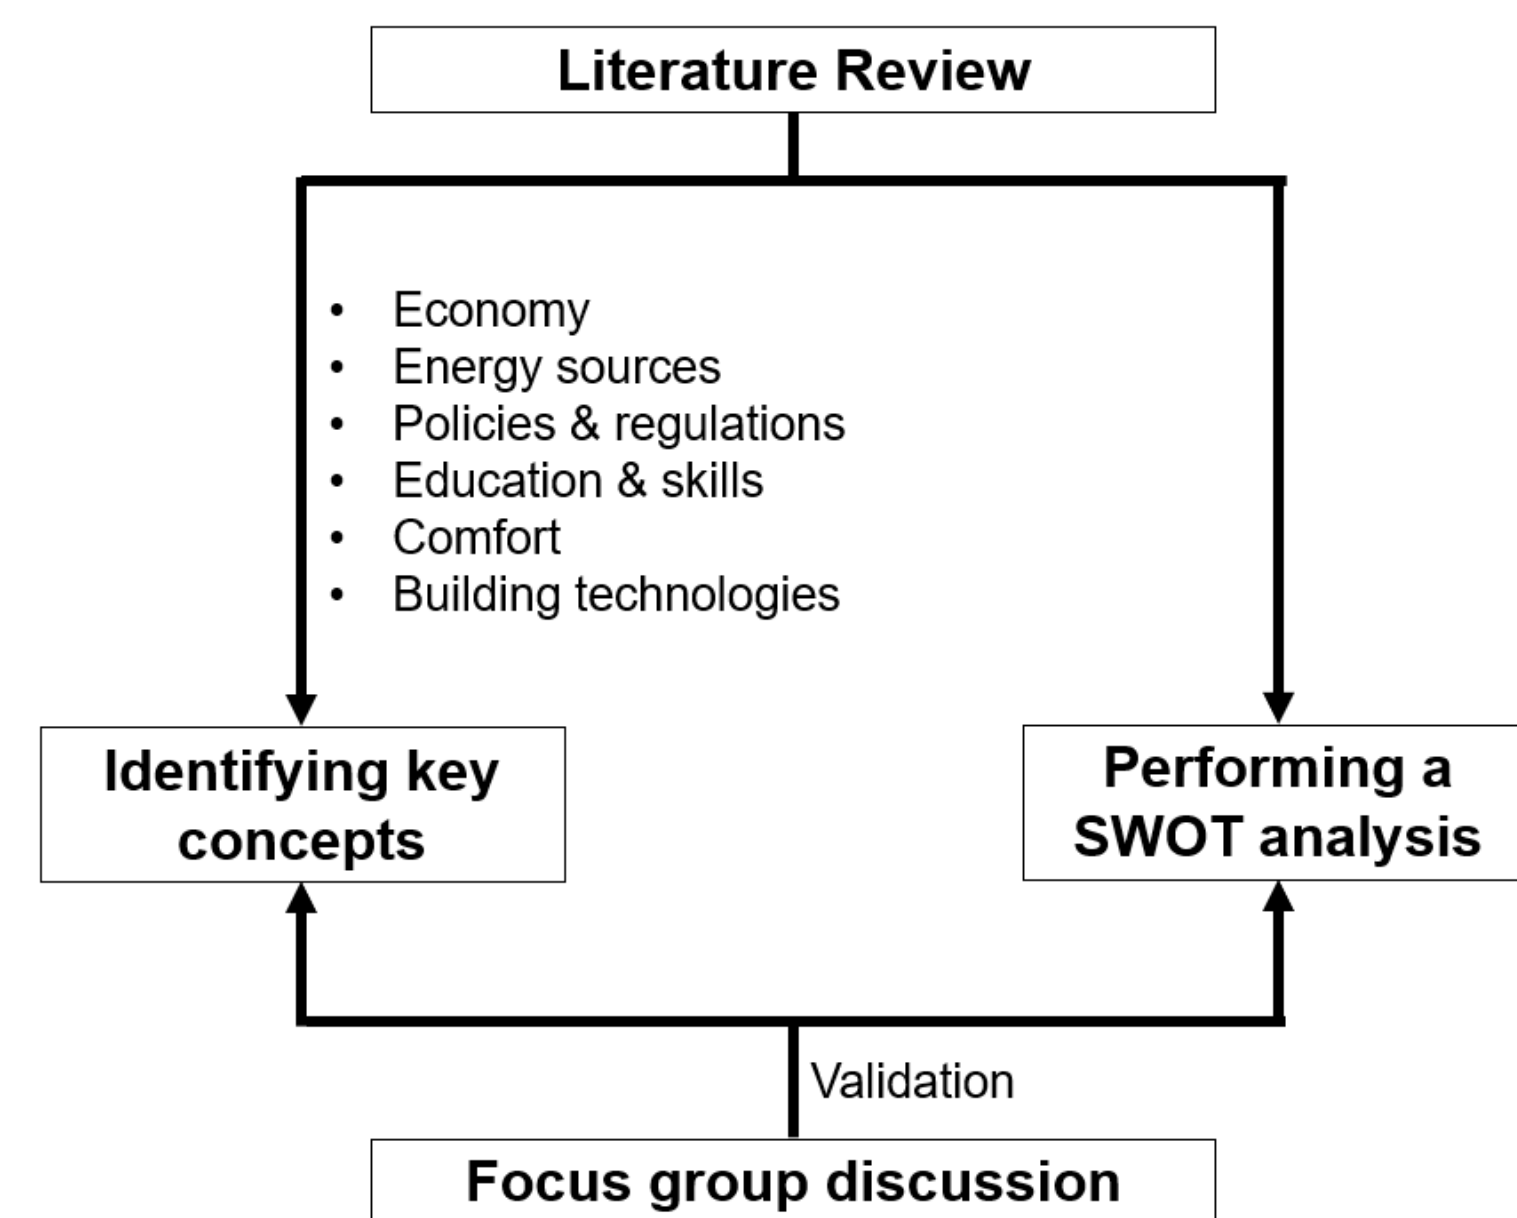 Literature Review
• Economy
• Energy sources
• Policies & regulations
• Education & skills
• Comfort
• Building technologies
Identifying key
concepts
Performing a
SWOT analysis
Validation
Focus group discussion